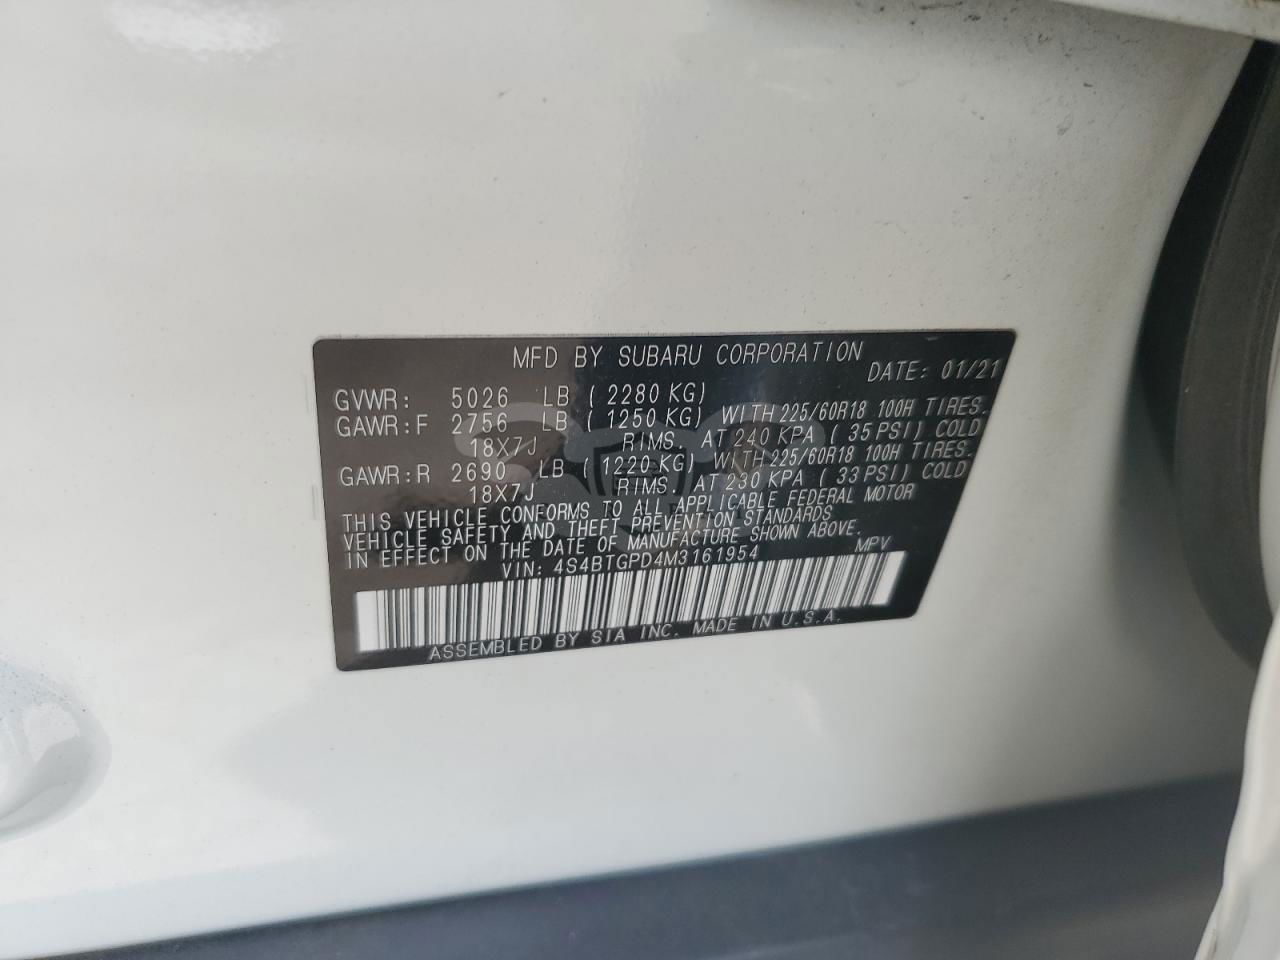 MFD BY SUBARU CORPORATION
DATE: 01/21
GVWR: 5026 LB ( 2280 KG)
GAWR:F 2756 LB ( 1250 KG) WITH 225/60R18 100H TIRES.
18X7J RIMS. AT 240 KPA ( 35 PSI) COLD
GAWR:R 2690 LB ( 1220 KG) WITH 225/60R18 100H TIRES.
18X7J RIMS. AT 230 KPA ( 33 PSI) COLD
THIS VEHICLE CONFORMS TO ALL APPLICABLE FEDERAL MOTOR
VEHICLE SAFETY AND THEFT PREVENTION STANDARDS
IN EFFECT ON THE DATE OF MANUFACTURE SHOWN ABOVE.
VIN: 4S4BTGPD4M3161954 MPV
ASSEMBLED BY SIA INC. MADE IN U.S.A.